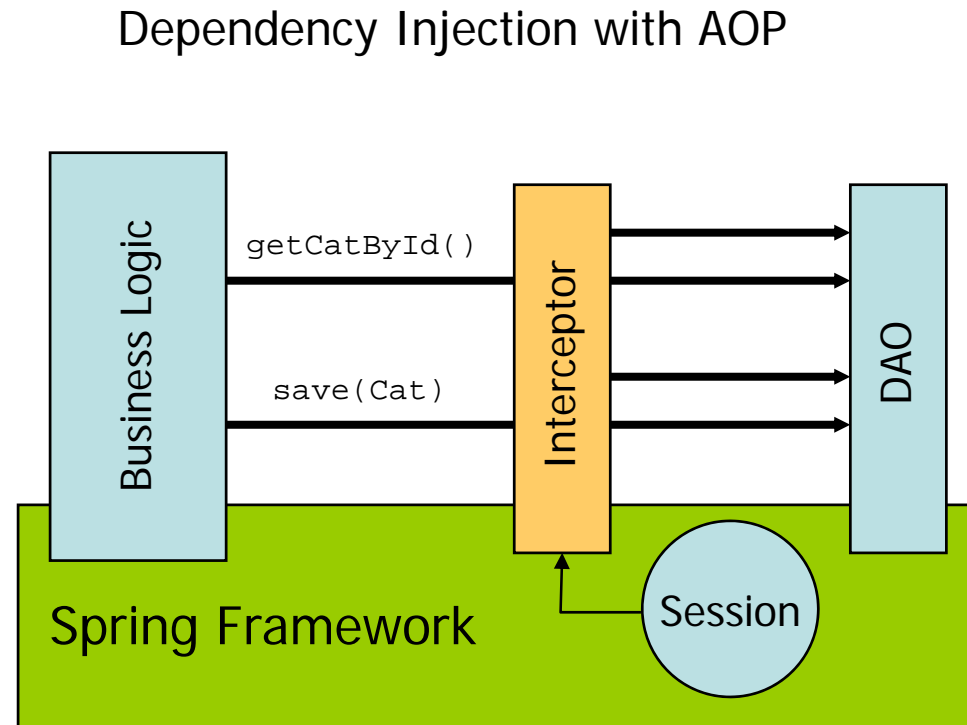 Dependency Injection with AOP
Business Logic
getCatById()
save(Cat)
Interceptor
DAO
Spring Framework
Session